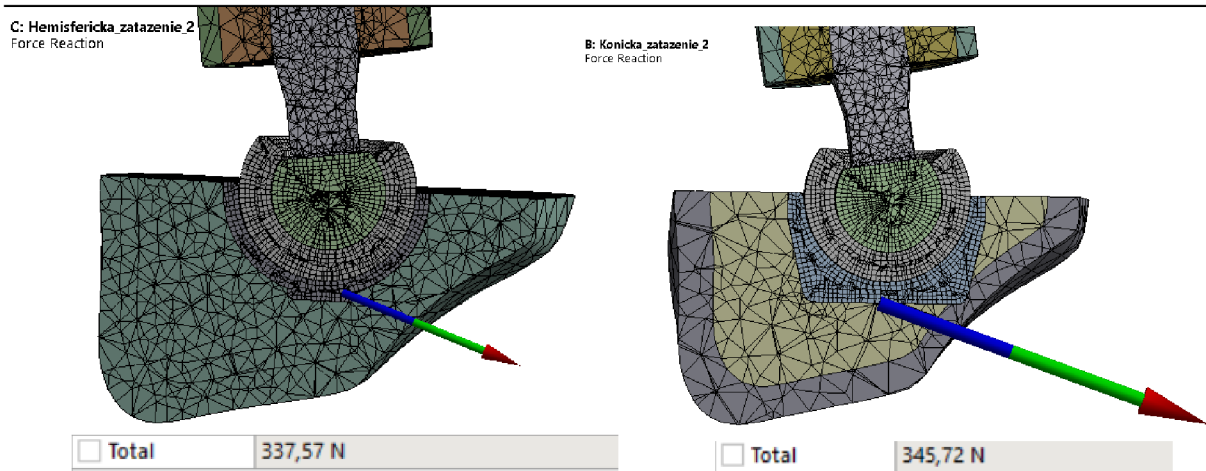 C: Hemisfericka_zatazenie_2
Force Reaction
B: Konicka_zatazenie_2
Force Reaction
Total 337,57 N
Total 345,72 N